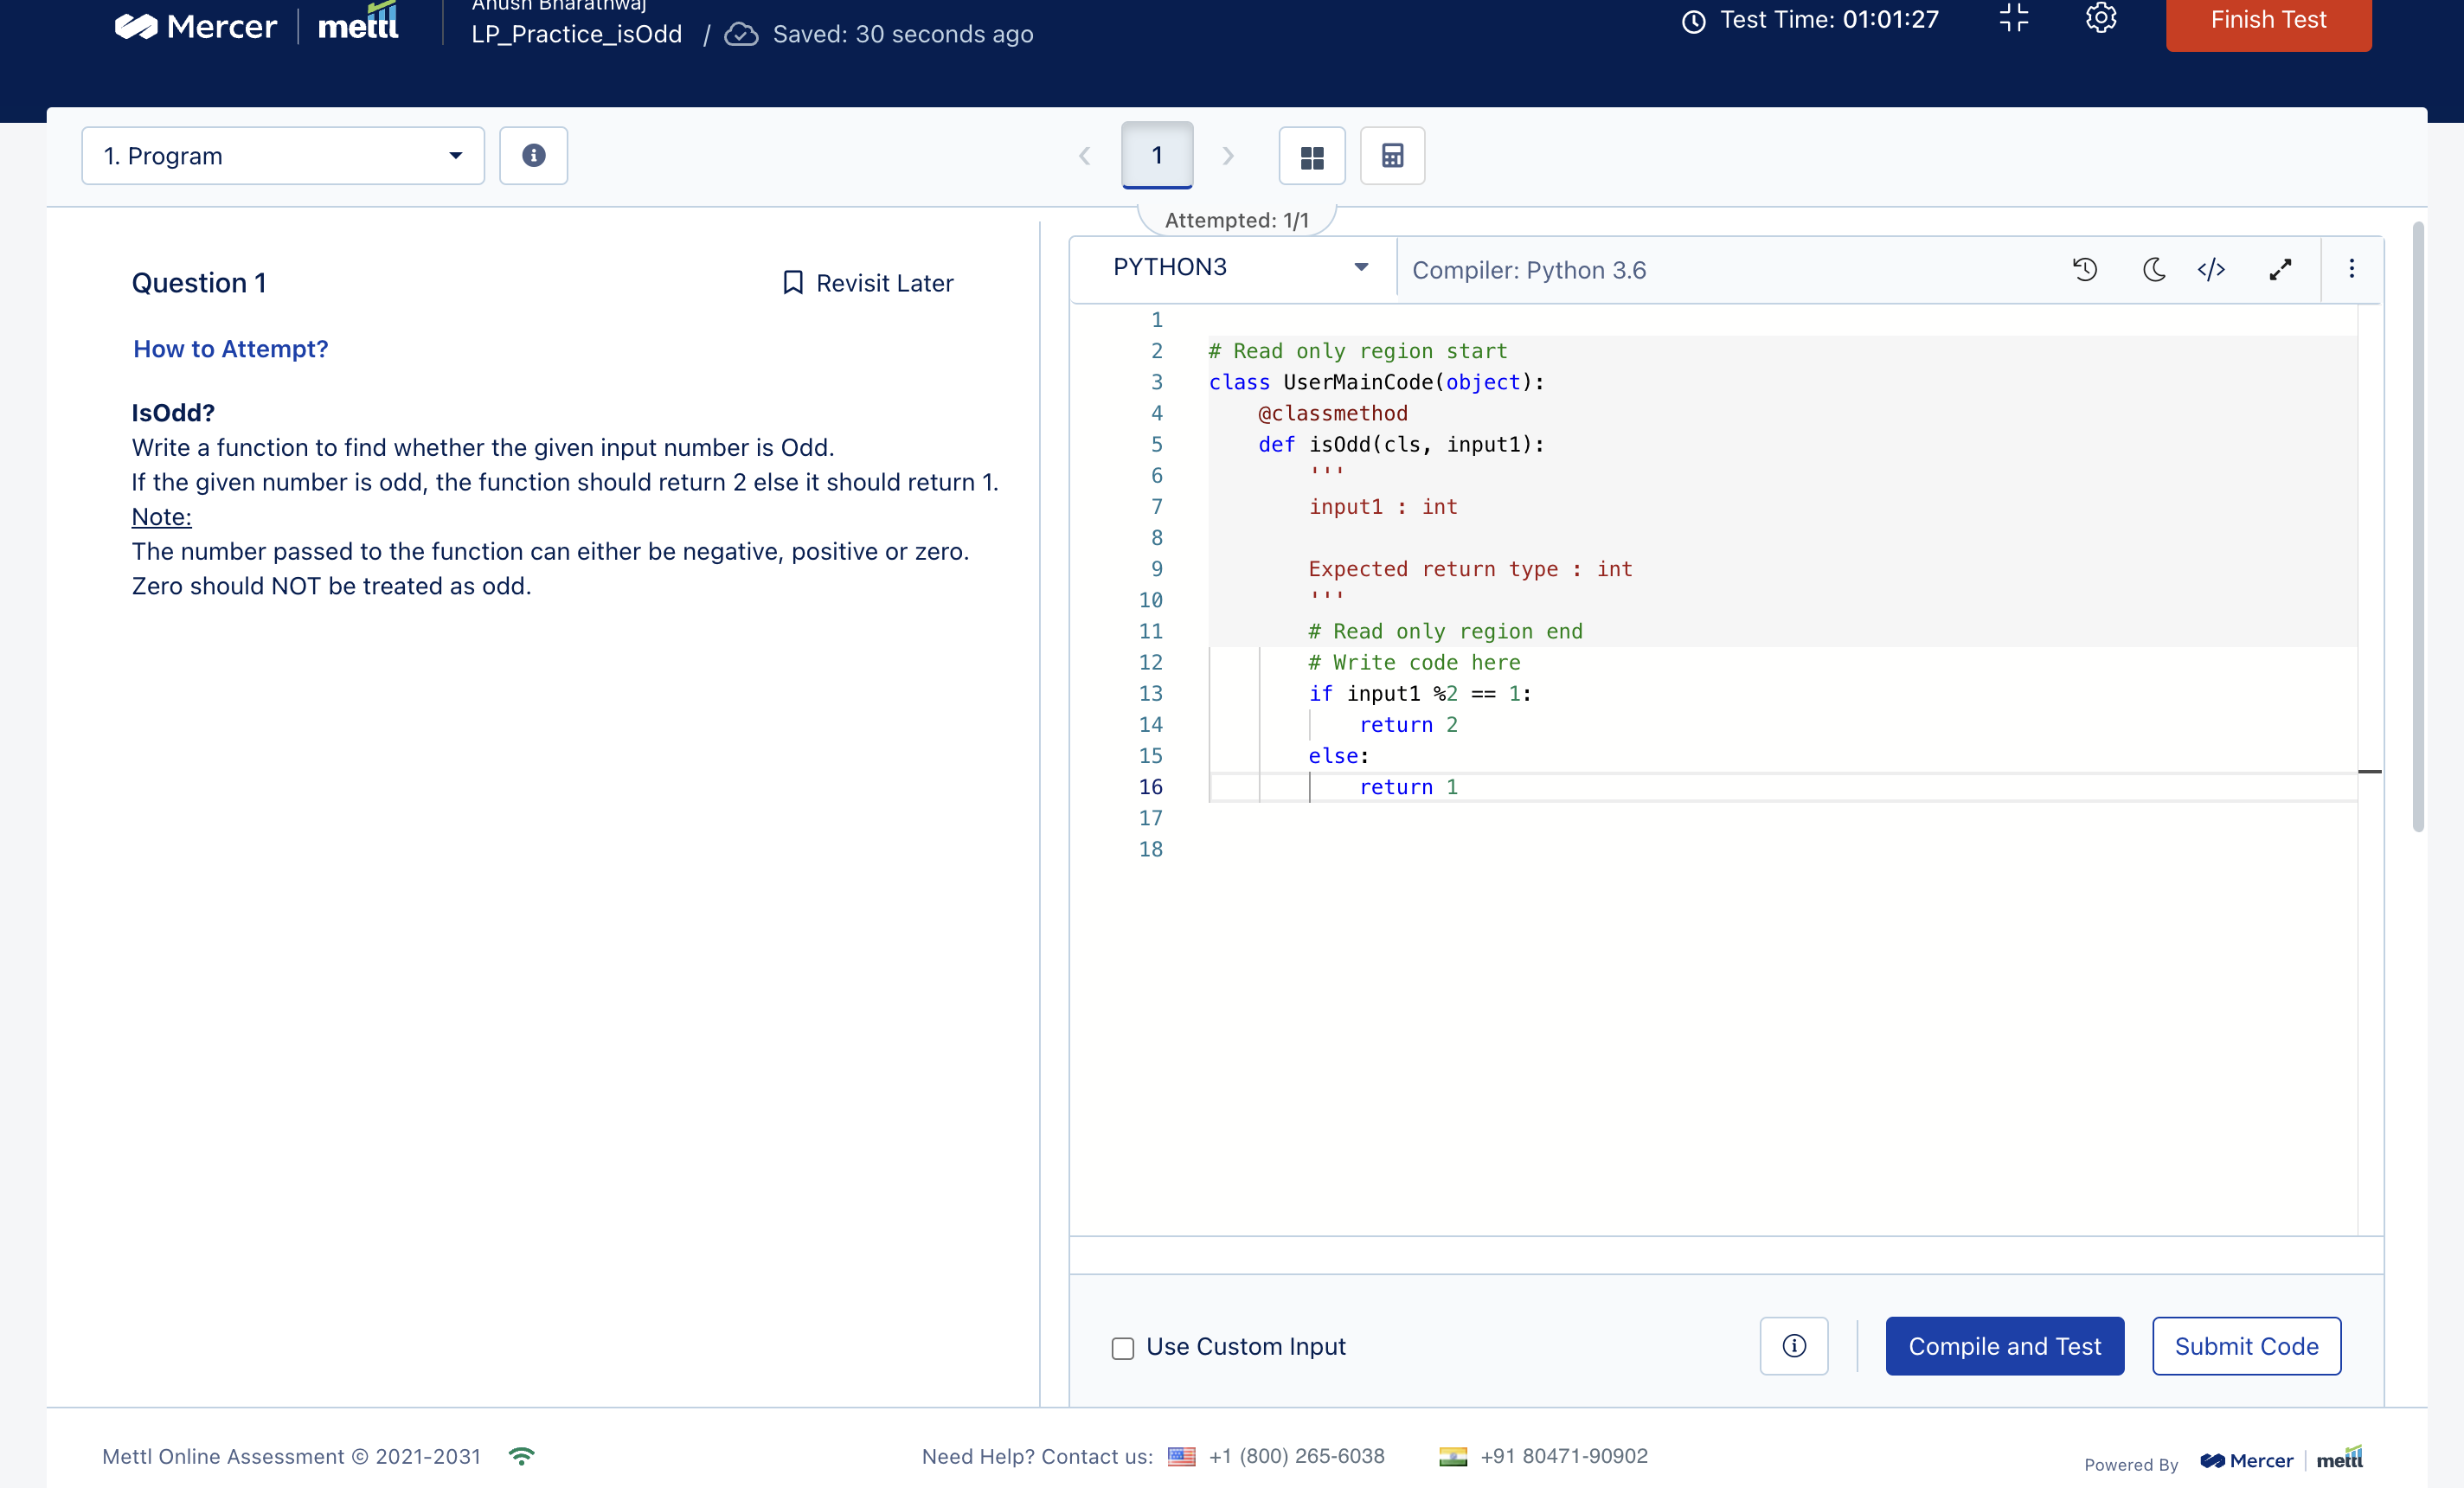 Mercer | mettl
Anush Bharathwaj
LP_Practice_isOdd / Saved: 30 seconds ago
Test Time: 01:01:27
Finish Test
1. Program
1
Attempted: 1/1
Question 1
Revisit Later
How to Attempt?
IsOdd?
Write a function to find whether the given input number is Odd.
If the given number is odd, the function should return 2 else it should return 1.
Note:
The number passed to the function can either be negative, positive or zero.
Zero should NOT be treated as odd.
PYTHON3
Compiler: Python 3.6
1
2 # Read only region start
3 class UserMainCode(object):
4     @classmethod
5     def isOdd(cls, input1):
6         '''
7         input1 : int
8
9         Expected return type : int
10         '''
11         # Read only region end
12         # Write code here
13         if input1 %2 == 1:
14             return 2
15         else:
16             return 1
17
18
Use Custom Input
Compile and Test
Submit Code
Mettl Online Assessment © 2021-2031
Need Help? Contact us: +1 (800) 265-6038 +91 80471-90902
Powered By Mercer | mettl